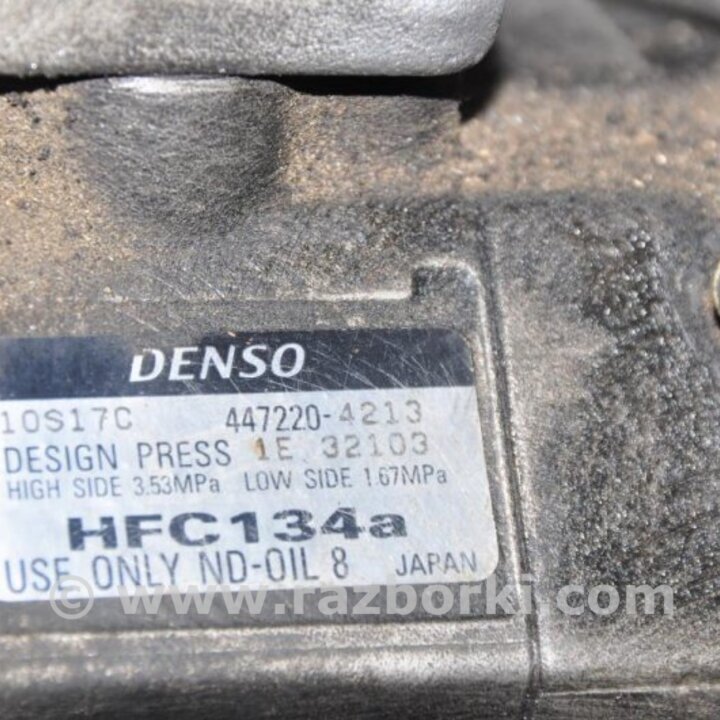 DENSO
10S17C 447220-4213
DESIGN PRESS 1E 32103
HIGH SIDE 3.53MPa LOW SIDE 1.67MPa
HFC134a
USE ONLY ND-OIL 8 JAPAN
© www.razborki.com